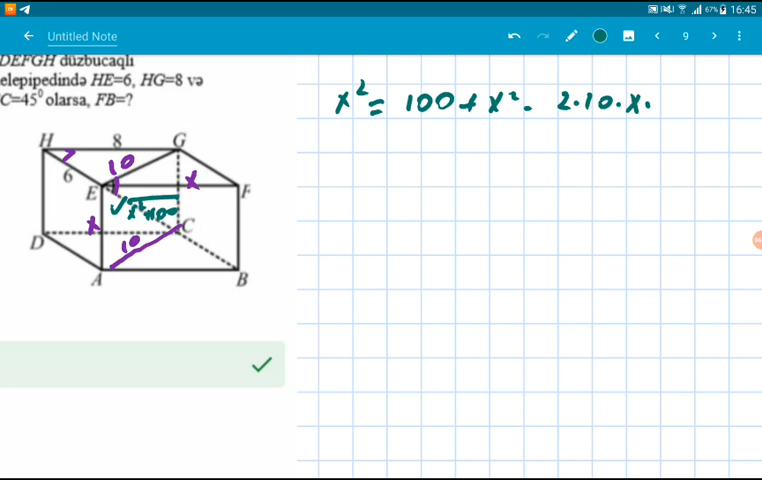 67% 16:45
Untitled Note
9
DEFGH düzbucaqlı
elepipedində HE=6, HG=8 və
C=45⁰ olarsa, FB=?
x² = 100 + x² - 2·10·x·
H 8 G
10
6
E x F
√x²+100
x C
D 10
A B